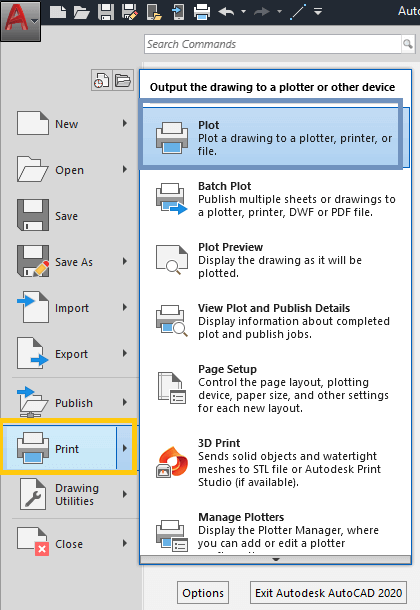 A
Auto
Search Commands
Output the drawing to a plotter or other device
New
Open
Save
Save As
Import
Export
Publish
Print
Drawing
Utilities
Close
Plot
Plot a drawing to a plotter, printer, or
file.
Batch Plot
Publish multiple sheets or drawings to
a plotter, printer, DWF or PDF file.
Plot Preview
Display the drawing as it will be
plotted.
View Plot and Publish Details
Display information about completed
plot and publish jobs.
Page Setup
Control the page layout, plotting
device, paper size, and other settings
for each new layout.
3D Print
Sends solid objects and watertight
meshes to STL file or Autodesk Print
Studio (if available).
Manage Plotters
Display the Plotter Manager, where
you can add or edit a plotter
Options
Exit Autodesk AutoCAD 2020